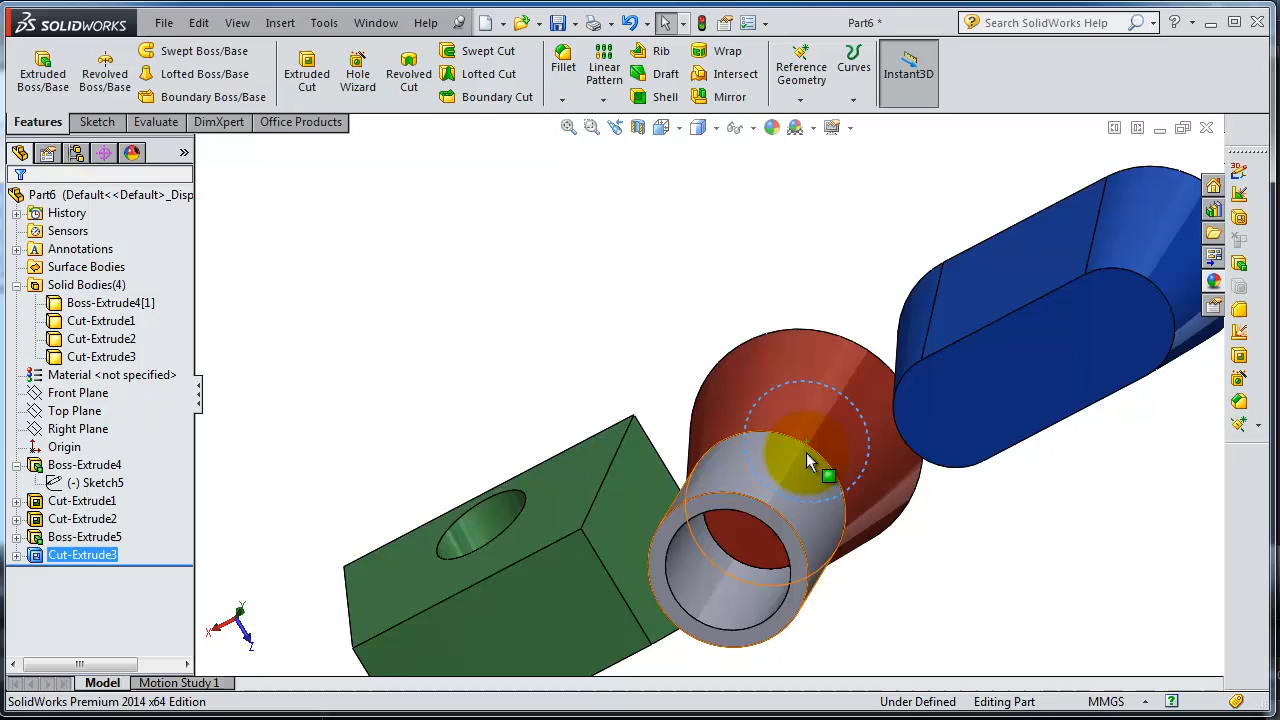 SOLIDWORKS File Edit View Insert Tools Window Help Part6 * Search SolidWorks Help ?
Extruded Boss/Base
Revolved Boss/Base
Swept Boss/Base
Lofted Boss/Base
Boundary Boss/Base
Extruded Cut
Hole Wizard
Revolved Cut
Swept Cut
Lofted Cut
Boundary Cut
Fillet
Linear Pattern
Rib
Draft
Shell
Wrap
Intersect
Mirror
Reference Geometry
Curves
Instant3D
Features Sketch Evaluate DimXpert Office Products
Part6 (Default<<Default>_Disp
History
Sensors
Annotations
Surface Bodies
Solid Bodies(4)
Boss-Extrude4[1]
Cut-Extrude1
Cut-Extrude2
Cut-Extrude3
Material <not specified>
Front Plane
Top Plane
Right Plane
Origin
Boss-Extrude4
(-) Sketch5
Cut-Extrude1
Cut-Extrude2
Boss-Extrude5
Cut-Extrude3
Y
X
Z
Model Motion Study 1
SolidWorks Premium 2014 x64 Edition Under Defined Editing Part MMGS ?